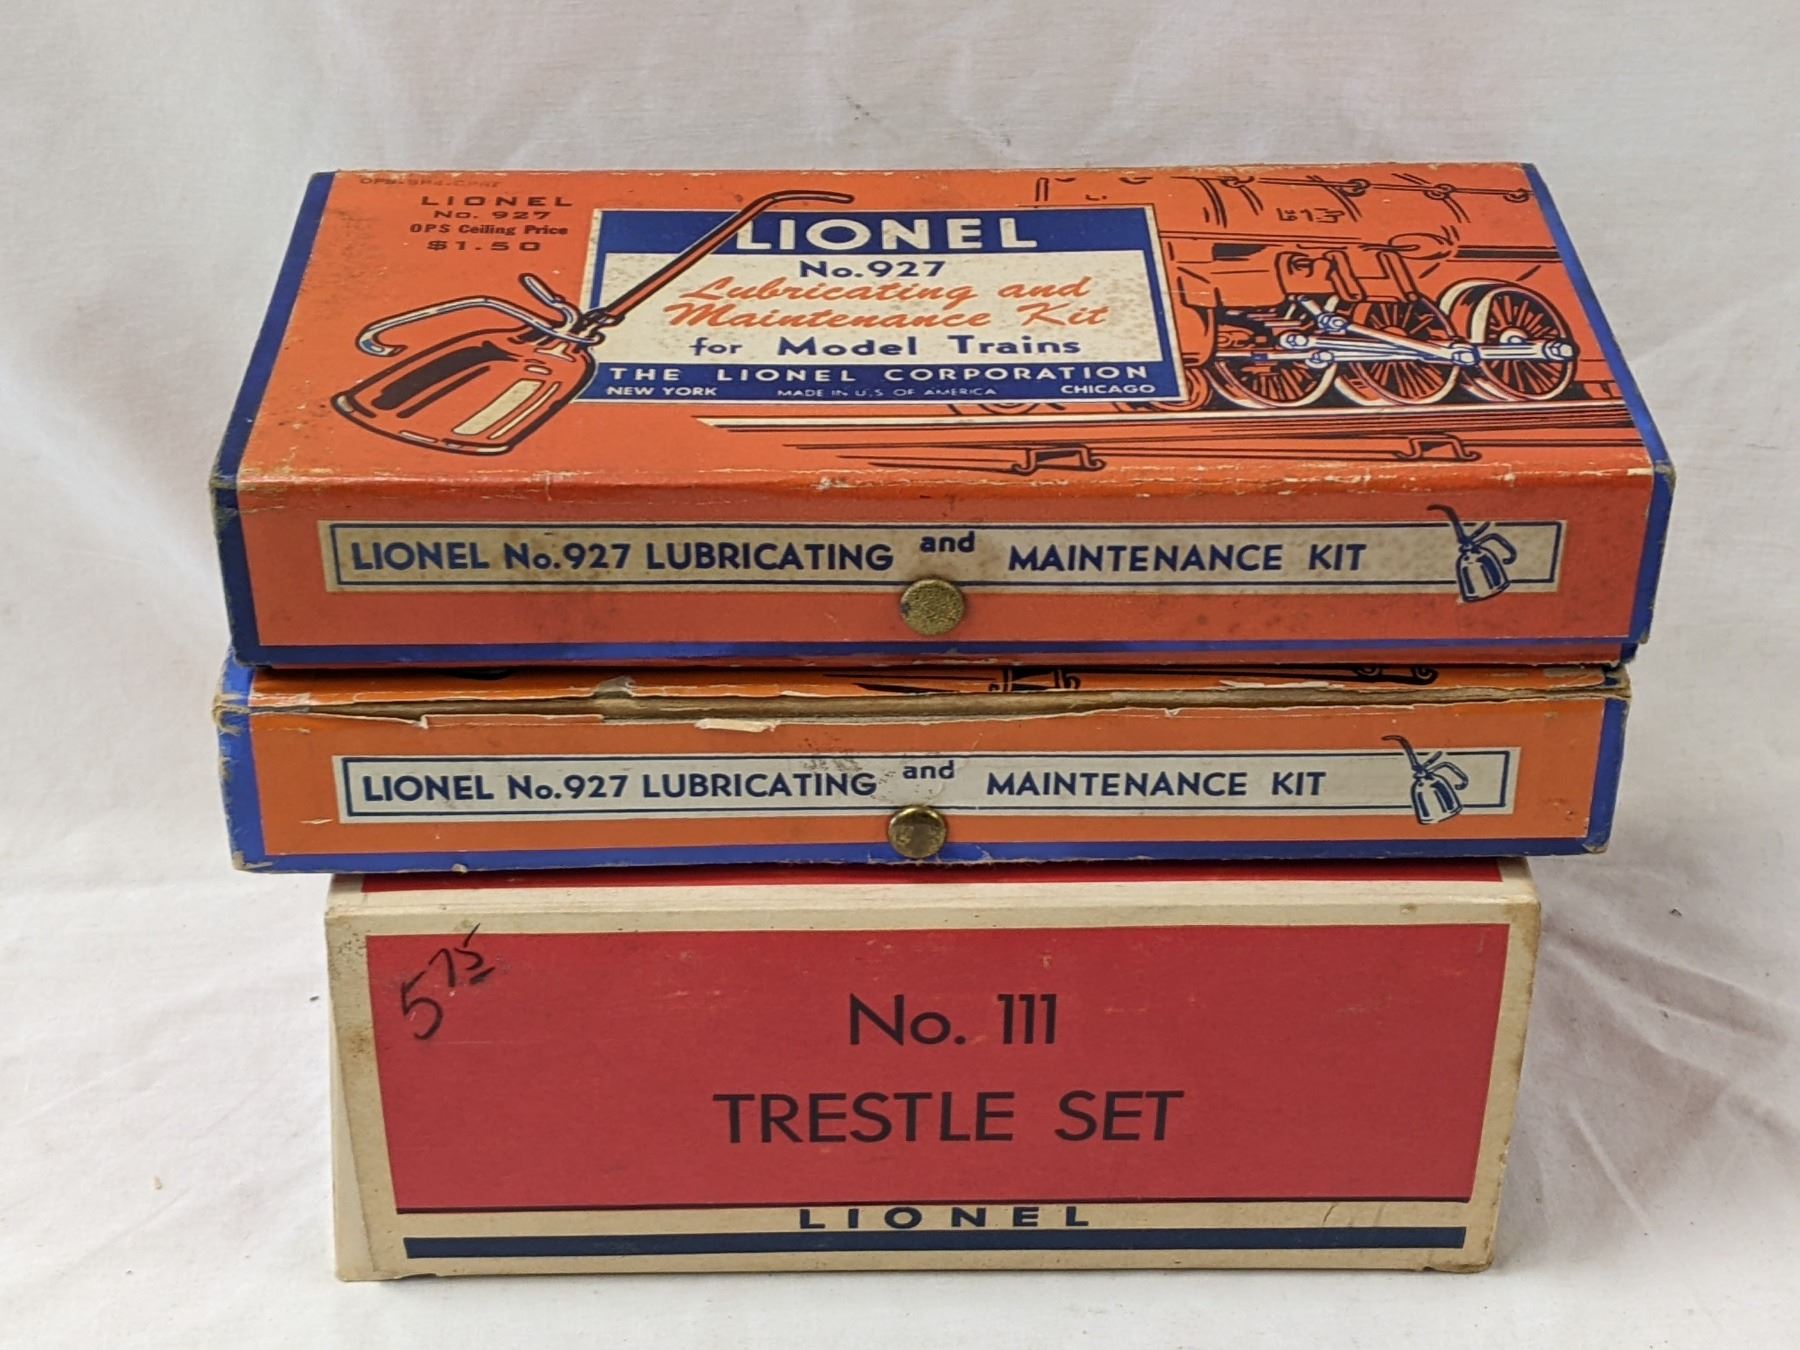 LIONEL
No. 927
OPS Ceiling Price
$1.50
LIONEL
No. 927
Lubricating and
Maintenance Kit
for Model Trains
THE LIONEL CORPORATION
NEW YORK MADE IN U.S. OF AMERICA CHICAGO
LIONEL No. 927 LUBRICATING and MAINTENANCE KIT
LIONEL No. 927 LUBRICATING and MAINTENANCE KIT
5 75
No. 111
TRESTLE SET
LIONEL